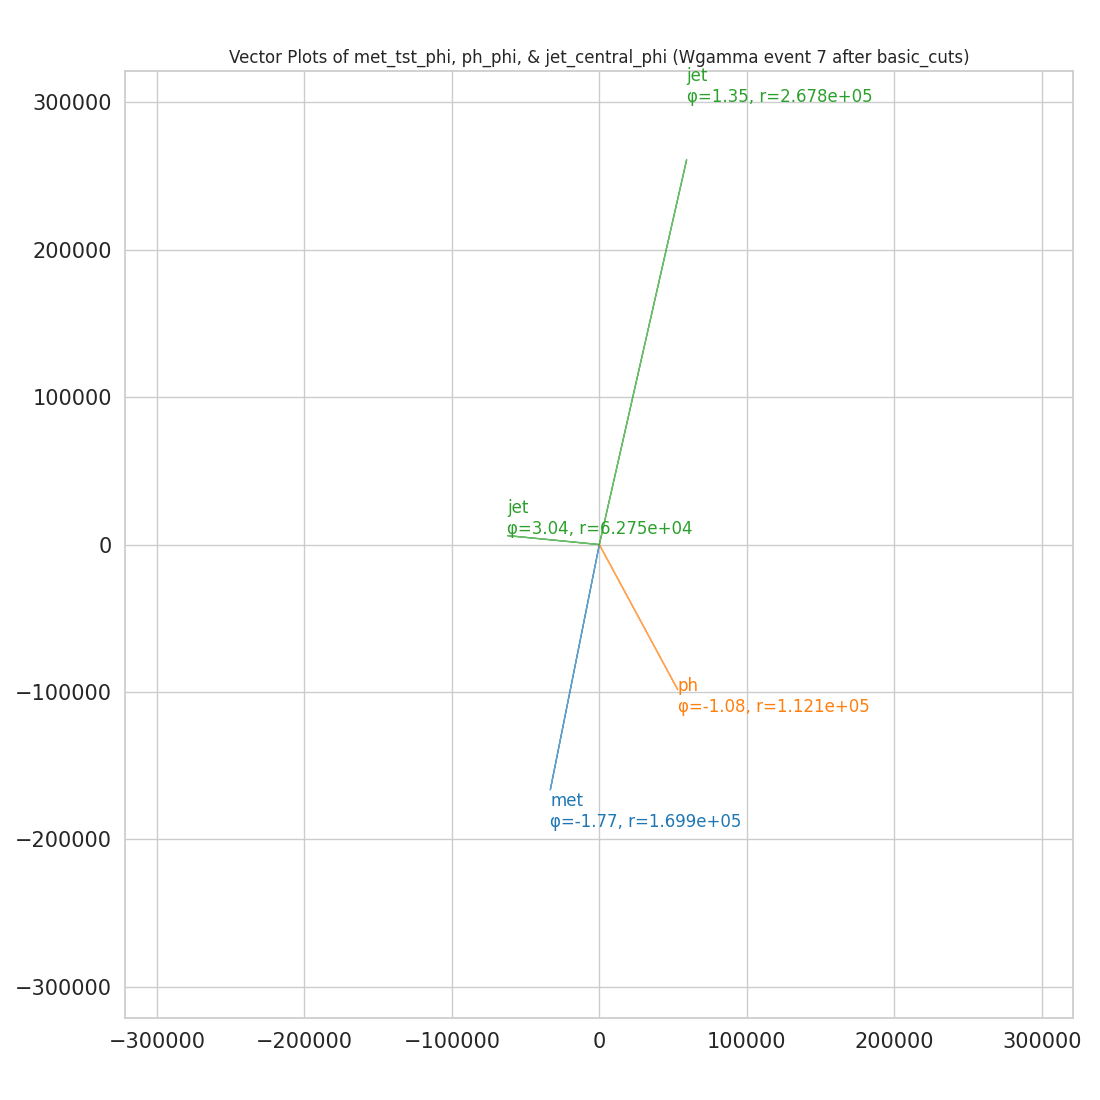 Vector Plots of met_tst_phi, ph_phi, & jet_central_phi (Wgamma event 7 after basic_cuts)
jet
φ=1.35, r=2.678e+05
300000
200000
100000
jet
φ=3.04, r=6.275e+04
0
ph
φ=-1.08, r=1.121e+05
−100000
met
φ=-1.77, r=1.699e+05
−200000
−300000
−300000 −200000 −100000 0 100000 200000 300000